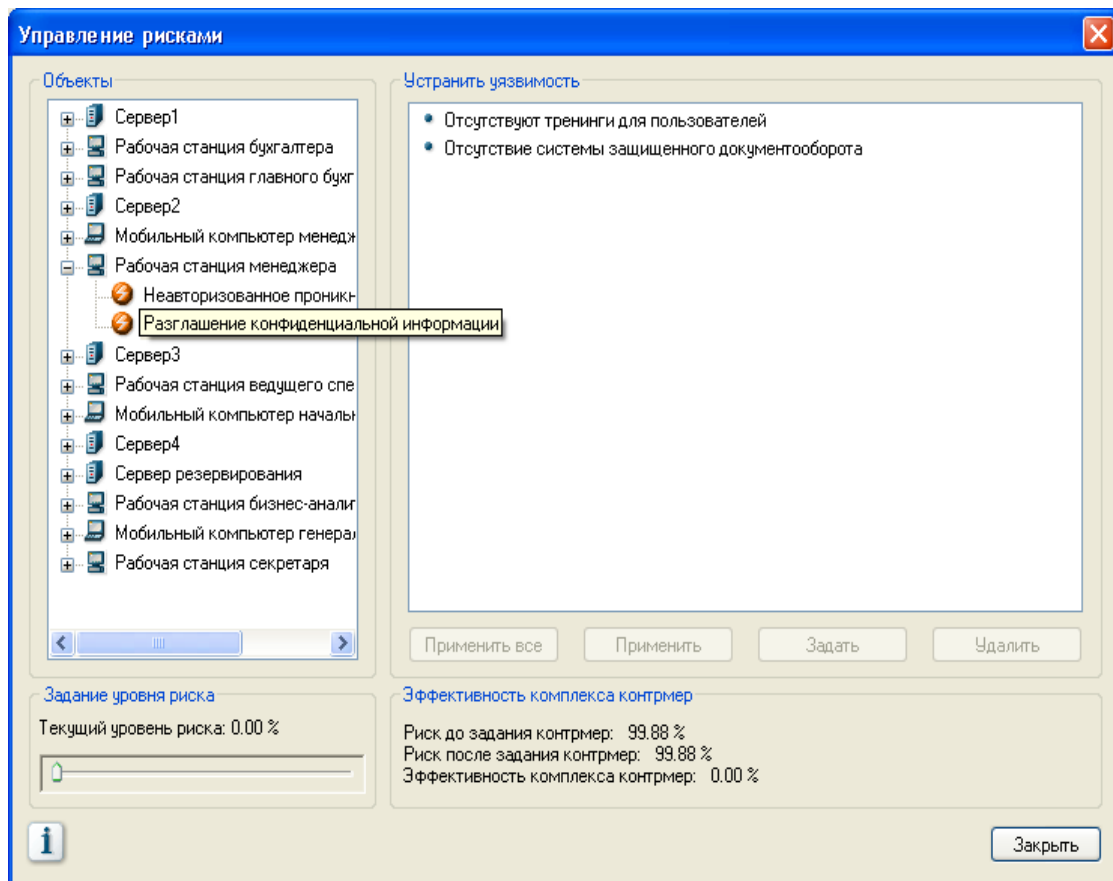 Управление рисками
Объекты
Сервер1
Рабочая станция бухгалтера
Рабочая станция главного бухг
Сервер2
Мобильный компьютер менедж
Рабочая станция менеджера
Неавторизованное проникн
Разглашение конфиденциальной информации
Сервер3
Рабочая станция ведущего спе
Мобильный компьютер начальн
Сервер4
Сервер резервирования
Рабочая станция бизнес-аналит
Мобильный компьютер генерал
Рабочая станция секретаря
Устранить уязвимость
Отсутствуют тренинги для пользователей
Отсутствие системы защищенного документооборота
Применить все
Применить
Задать
Удалить
Задание уровня риска
Текущий уровень риска: 0.00 %
Эффективность комплекса контрмер
Риск до задания контрмер: 99.88 %
Риск после задания контрмер: 99.88 %
Эффективность комплекса контрмер: 0.00 %
Закрыть